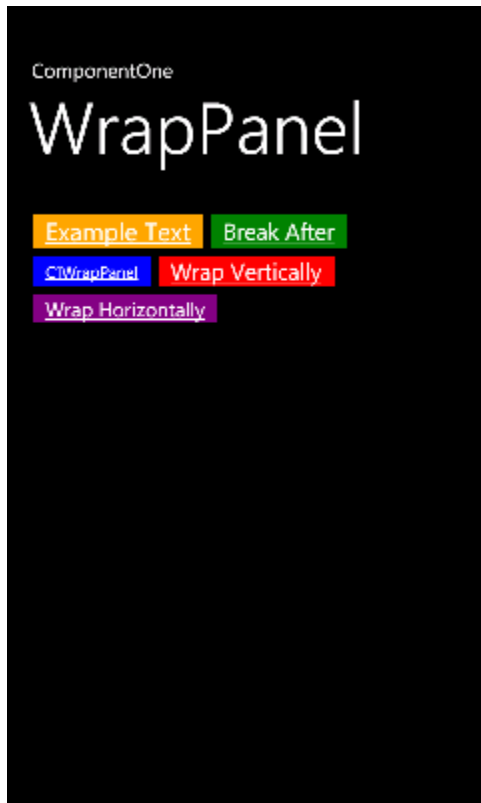 ComponentOne
WrapPanel
Example Text Break After
C1WrapPanel Wrap Vertically
Wrap Horizontally